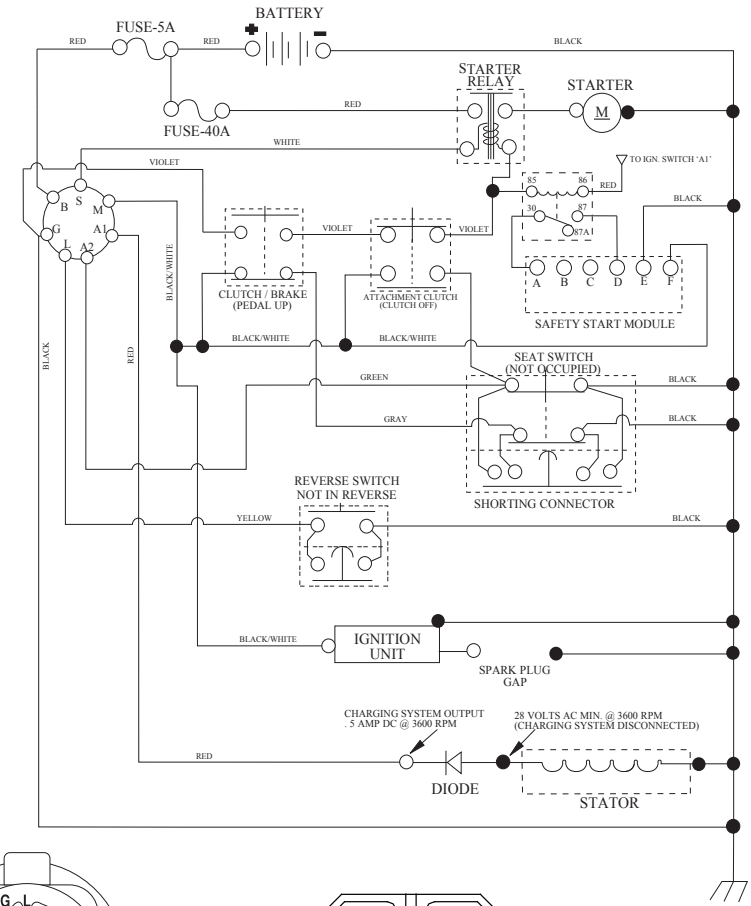 BATTERY
FUSE-5A
RED
RED
BLACK
STARTER
RELAY
STARTER
M
RED
FUSE-40A
WHITE
VIOLET
TO IGN. SWITCH 'A1'
85
86
RED
BLACK
30
87
87A
B
S
M
G
A1
L
A2
VIOLET
VIOLET
A
B
C
D
E
F
SAFETY START MODULE
CLUTCH / BRAKE
(PEDAL UP)
ATTACHMENT CLUTCH
(CLUTCH OFF)
BLACK/WHITE
BLACK/WHITE
BLACK/WHITE
BLACK
RED
SEAT SWITCH
(NOT OCCUPIED)
GREEN
BLACK
GRAY
BLACK
SHORTING CONNECTOR
REVERSE SWITCH
NOT IN REVERSE
YELLOW
BLACK
BLACK/WHITE
IGNITION
UNIT
SPARK PLUG
GAP
CHARGING SYSTEM OUTPUT
. 5 AMP DC @ 3600 RPM
28 VOLTS AC MIN. @ 3600 RPM
(CHARGING SYSTEM DISCONNECTED)
RED
DIODE
STATOR
G L